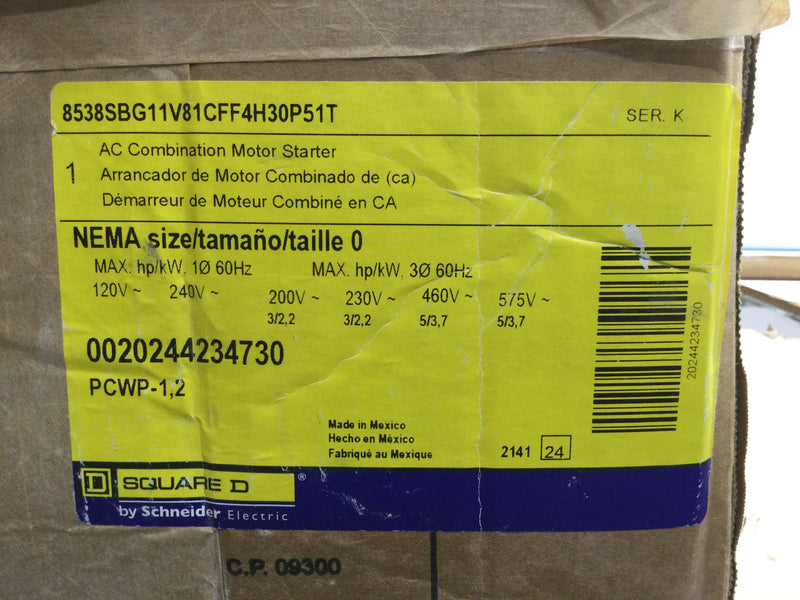 8538SBG11V81CFF4H30P51T SER. K
1
AC Combination Motor Starter
Arrancador de Motor Combinado de (ca)
Démarreur de Moteur Combiné en CA
NEMA size/tamaño/taille 0
MAX. hp/kW. 1Ø 60Hz MAX. hp/kW. 3Ø 60Hz
120V ~ 240V ~ 200V ~ 230V ~ 460V ~ 575V ~
3/2,2 3/2,2 5/3,7 5/3,7
0020244234730
PCWP-1,2
20244234730
Made in Mexico
Hecho en México
Fabriqué au Mexique
2141 24
D SQUARE D ®
by Schneider Electric
C.P. 09300